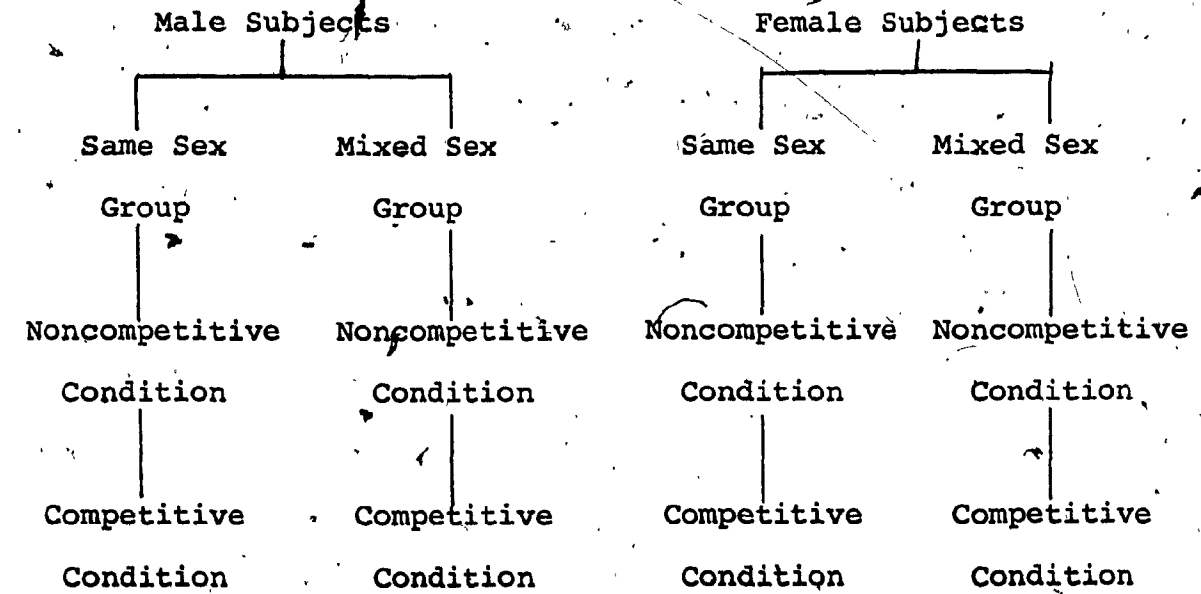 Male Subjects Female Subjects
Same Sex Mixed Sex Same Sex Mixed Sex
Group Group Group Group
Noncompetitive Noncompetitive Noncompetitive Noncompetitive
Condition Condition Condition Condition
Competitive Competitive Competitive Competitive
Condition Condition Condition Condition